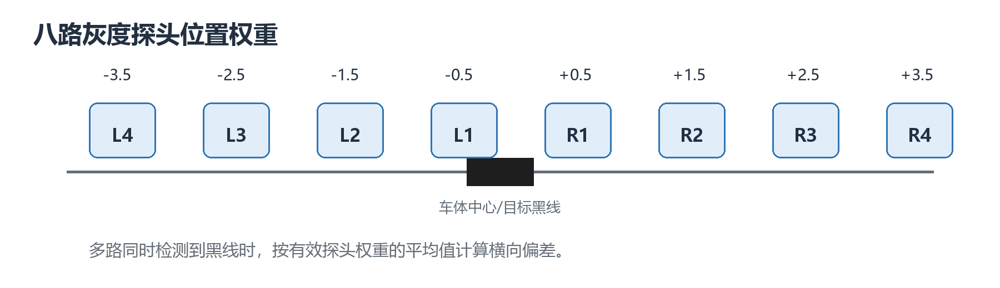 八路灰度探头位置权重
-3.5 -2.5 -1.5 -0.5 +0.5 +1.5 +2.5 +3.5
L4 L3 L2 L1 R1 R2 R3 R4
车体中心/目标黑线
多路同时检测到黑线时，按有效探头权重的平均值计算横向偏差。